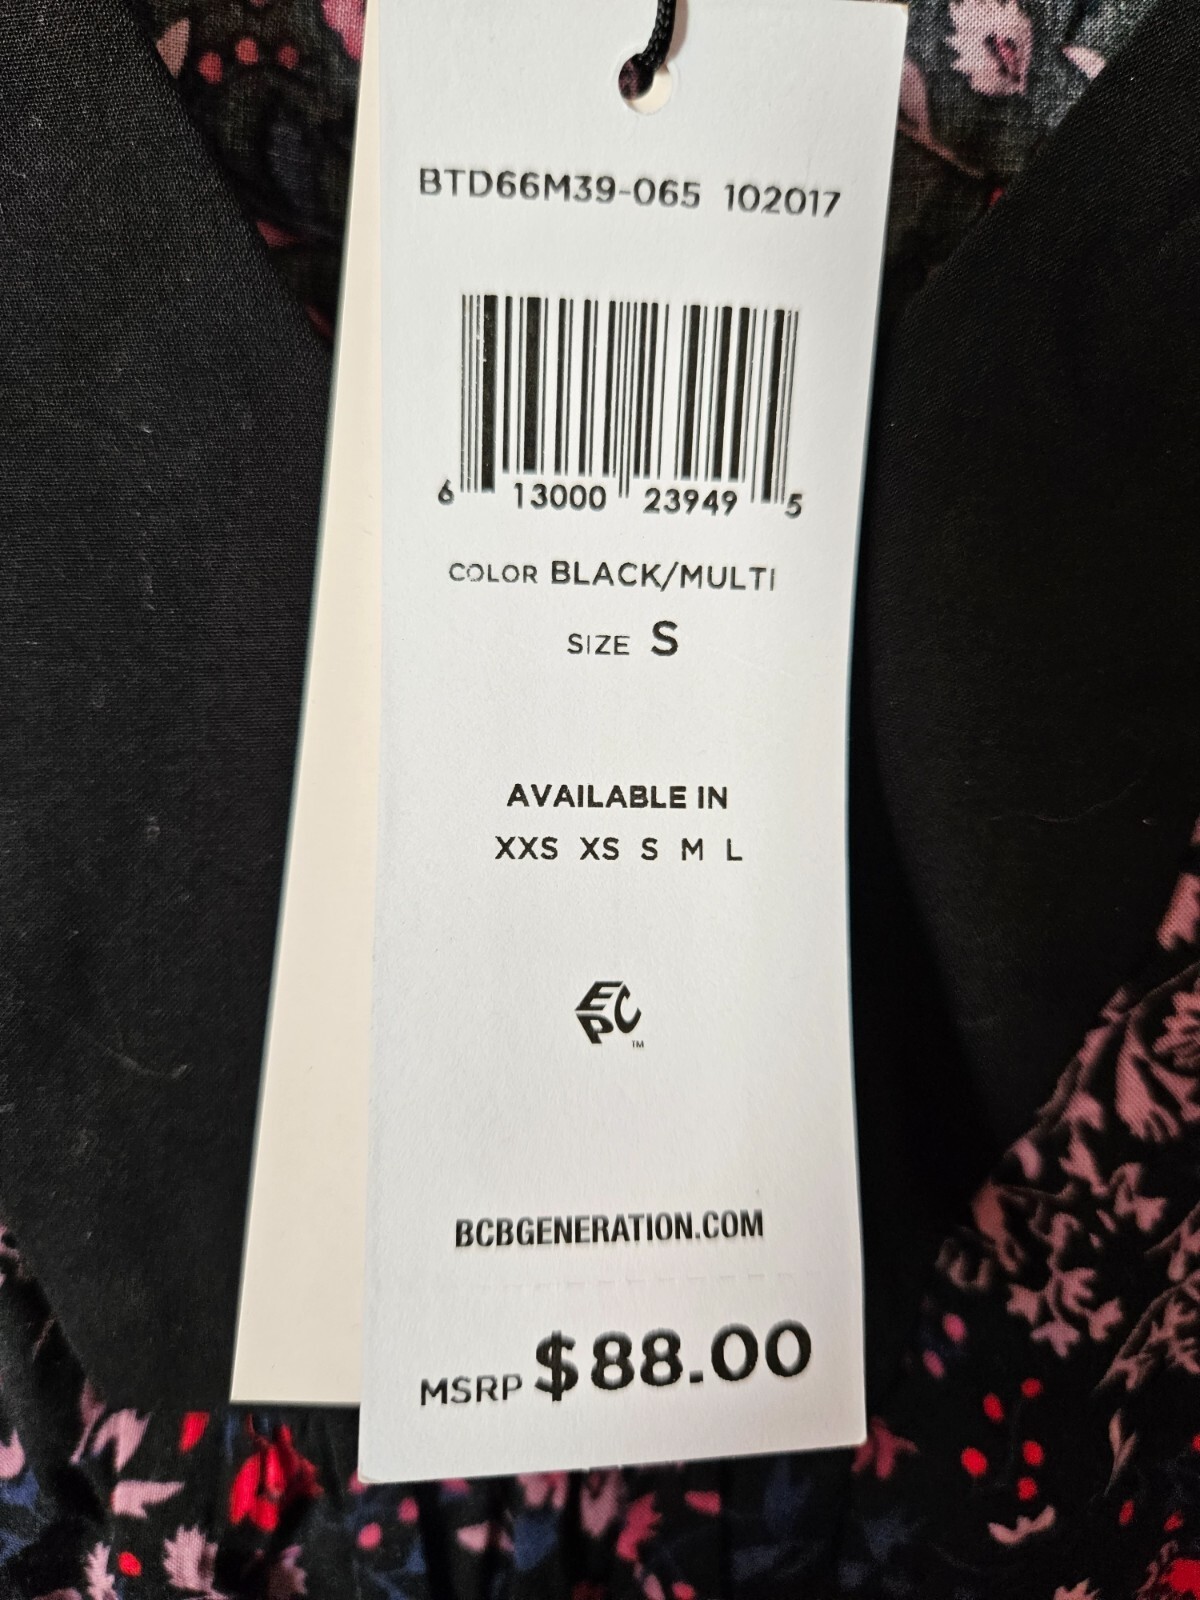 BTD66M39-065 102017
6 13000 23949 5
COLOR BLACK/MULTI
SIZE S
AVAILABLE IN
XXS XS S M L
EPC
TM
BCBGENERATION.COM
MSRP $88.00